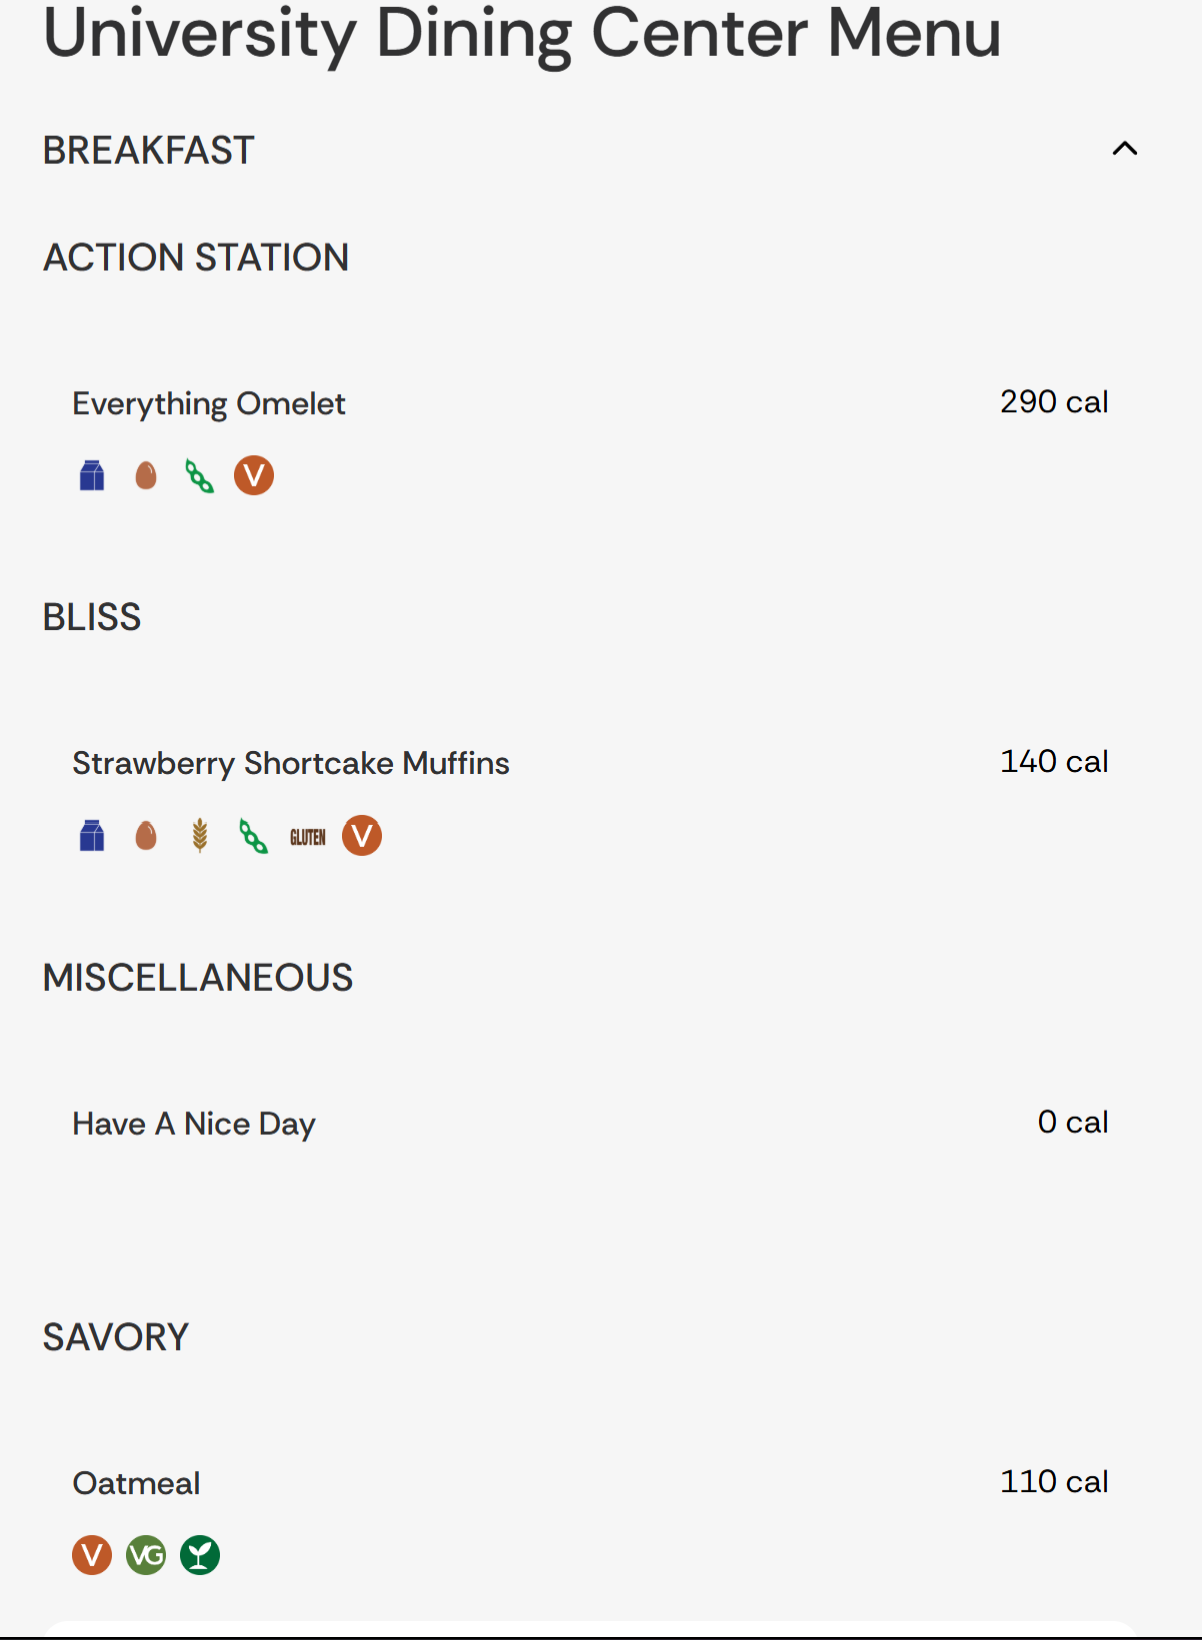 University Dining Center Menu
BREAKFAST
ACTION STATION
Everything Omelet 290 cal
V
BLISS
Strawberry Shortcake Muffins 140 cal
GLUTEN V
MISCELLANEOUS
Have A Nice Day 0 cal
SAVORY
Oatmeal 110 cal
V VG